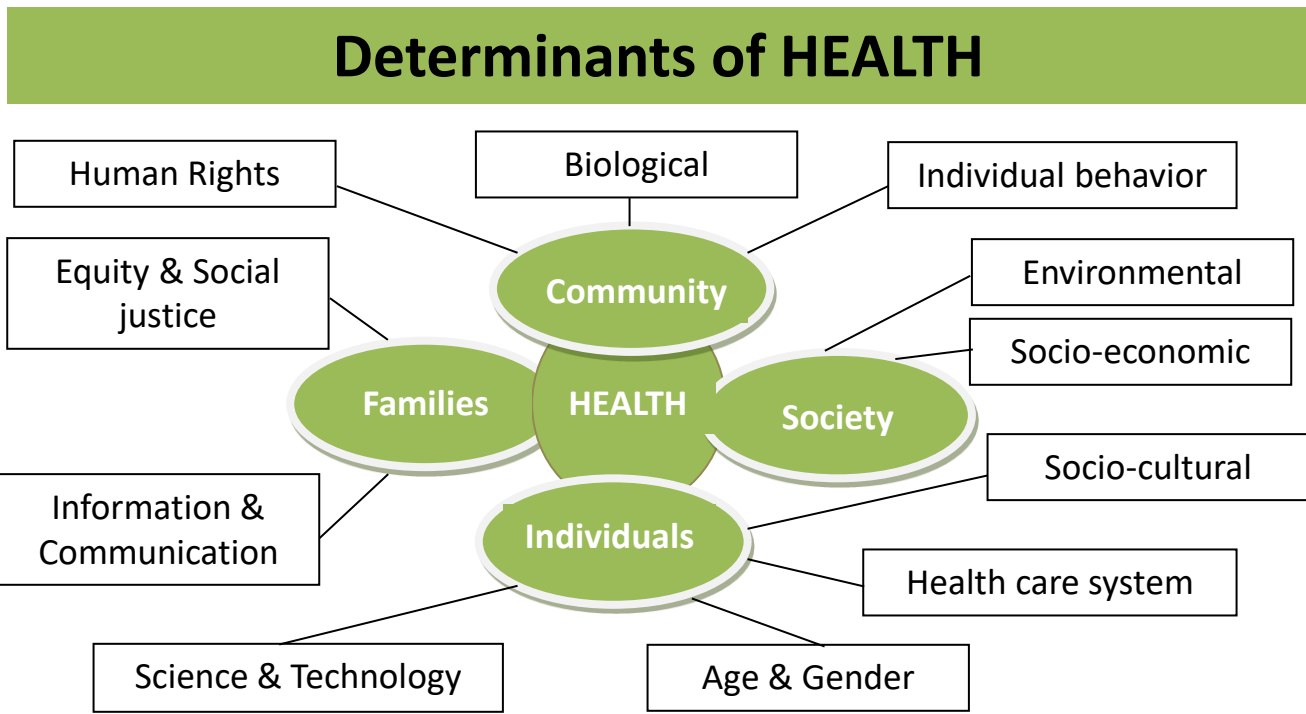 Determinants of HEALTH
Human Rights
Biological
Individual behavior
Equity & Social
justice
Environmental
Community
Socio-economic
Families
HEALTH
Society
Socio-cultural
Information &
Communication
Individuals
Health care system
Science & Technology
Age & Gender